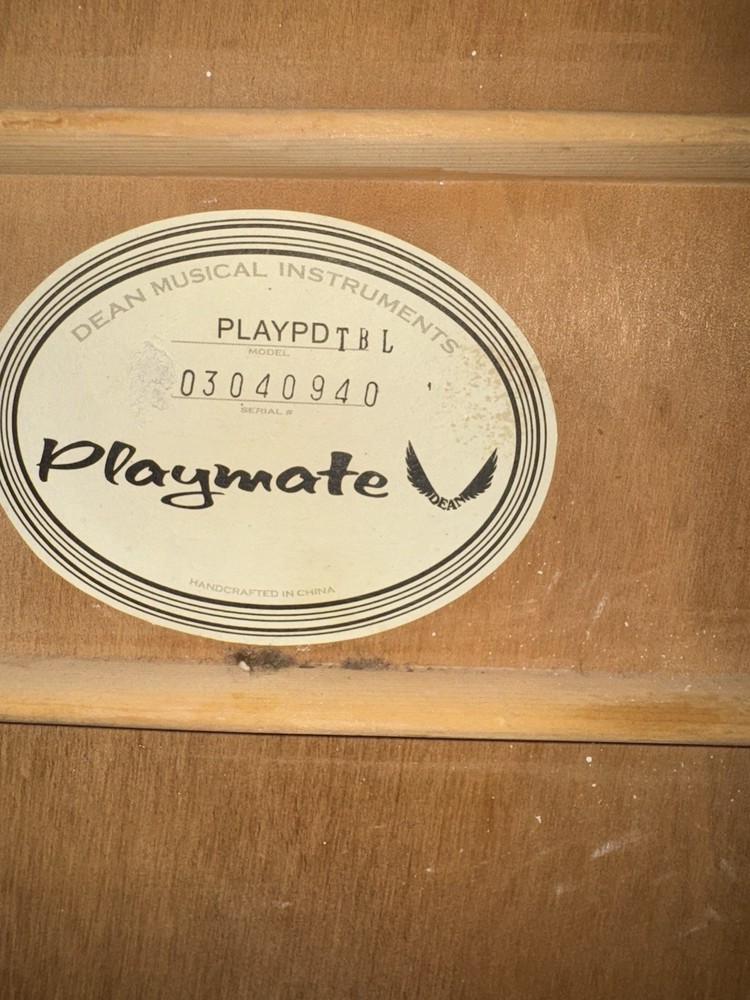 DEAN MUSICAL INSTRUMENTS
PLAYPDTBL
MODEL
03040940
SERIAL #
Playmate
DEAN
HANDCRAFTED IN CHINA